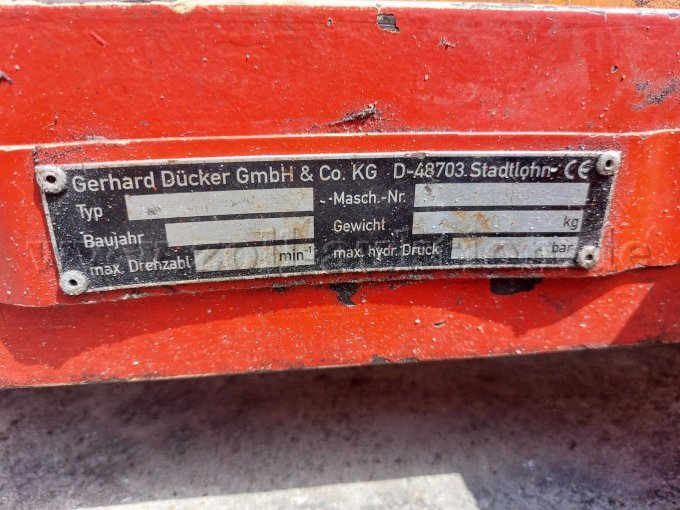 Gerhard Dücker GmbH & Co. KG D-48703 Stadtlohn CE
Typ Masch.-Nr.
Baujahr Gewicht kg
max. Drehzahl min⁻¹ max. hydr. Druck bar